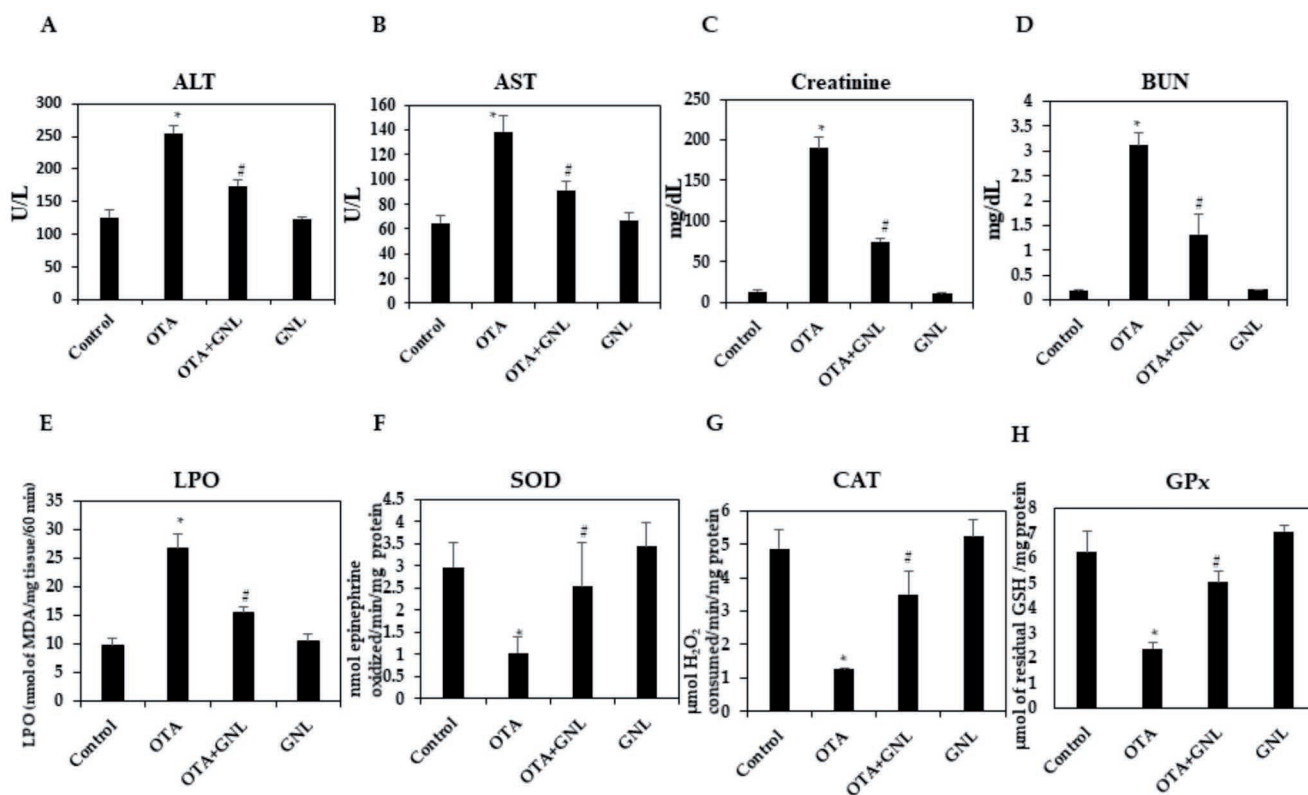 A
ALT
U/L
300
250
200
150
100
50
0
*
#
Control
OTA
OTA+GNL
GNL
B
AST
U/L
160
140
120
100
80
60
40
20
0
*
#
Control
OTA
OTA+GNL
GNL
C
Creatinine
mg/dL
250
200
150
100
50
0
*
#
Control
OTA
OTA+GNL
GNL
D
BUN
mg/dL
4
3.5
3
2.5
2
1.5
1
0.5
0
*
#
Control
OTA
OTA+GNL
GNL
E
LPO
LPO (nmol of MDA/mg tissue/60 min)
35
30
25
20
15
10
5
0
*
#
Control
OTA
OTA+GNL
GNL
F
SOD
nmol epinephrine
oxidized/min/mg protein
4.5
4
3.5
3
2.5
2
1.5
1
0.5
0
*
#
Control
OTA
OTA+GNL
GNL
G
CAT
μmol H₂O₂
consumed/min/mg protein
6
5
4
3
2
1
0
*
#
Control
OTA
OTA+GNL
GNL
H
GPx
μmol of residual GSH /mg protein
8
7
6
5
4
3
2
1
0
*
#
Control
OTA
OTA+GNL
GNL